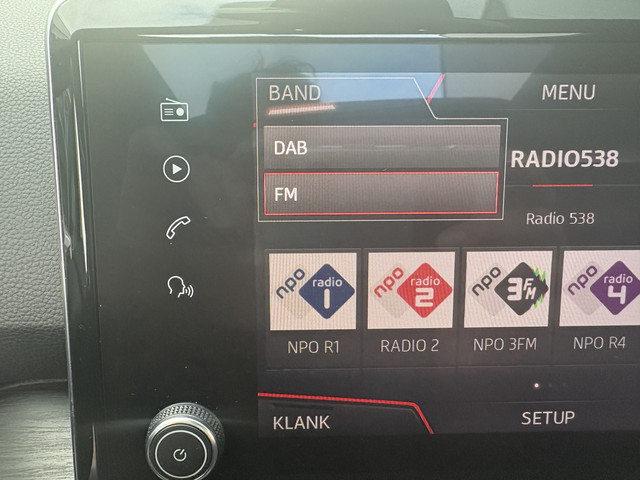 BAND
MENU
DAB
FM
RADIO538
Radio 538
npo radio 1
npo radio 2
npo 3FM
npo radio 4
NPO R1
RADIO 2
NPO 3FM
NPO R4
KLANK
SETUP